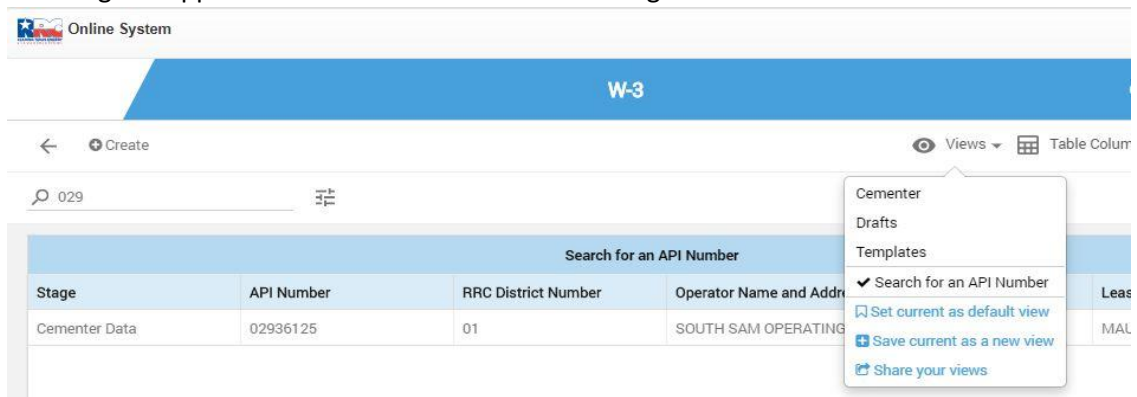 RRC Online System
W-3
Create
Views
Table Colum
029
Cementer
Drafts
Templates
Search for an API Number
Set current as default view
Save current as a new view
Share your views
Search for an API Number
Stage API Number RRC District Number Operator Name and Addre Leas
Cementer Data 02936125 01 SOUTH SAM OPERATING MAU